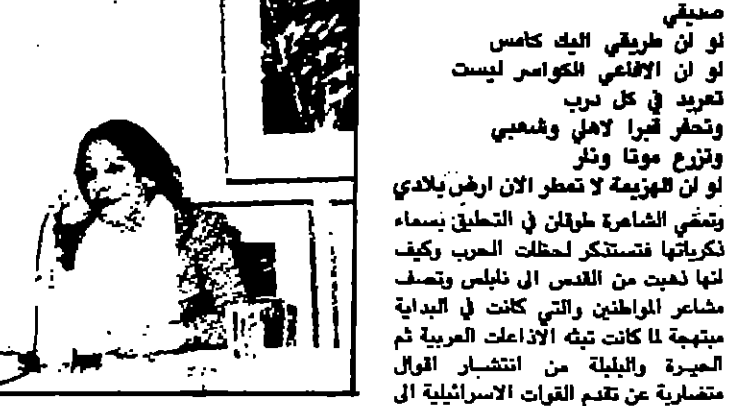 صديقي
لو ان طريقي اليك كامس
لو ان الافاعي الكواسر ليست
تعربد في كل درب
وتحفر قبرا لاهلي وشعبي
وتزرع موتا ونار
لو ان الهزيمة لا تمطر الان ارض بلادي
وتمضي الشاعرة طوقان في التحليق بسماء
ذكرياتها فتستذكر لحظات الحرب وكيف
انها ذهبت من القدس الى نابلس وتصف
مشاعر المواطنين والتي كانت في البداية
مبتهجة لما كانت تبثه الاذاعات العربية ثم
الحيرة والبلبلة من انتشار اقوال
متضاربة عن تقدم القوات الاسرائيلية الى